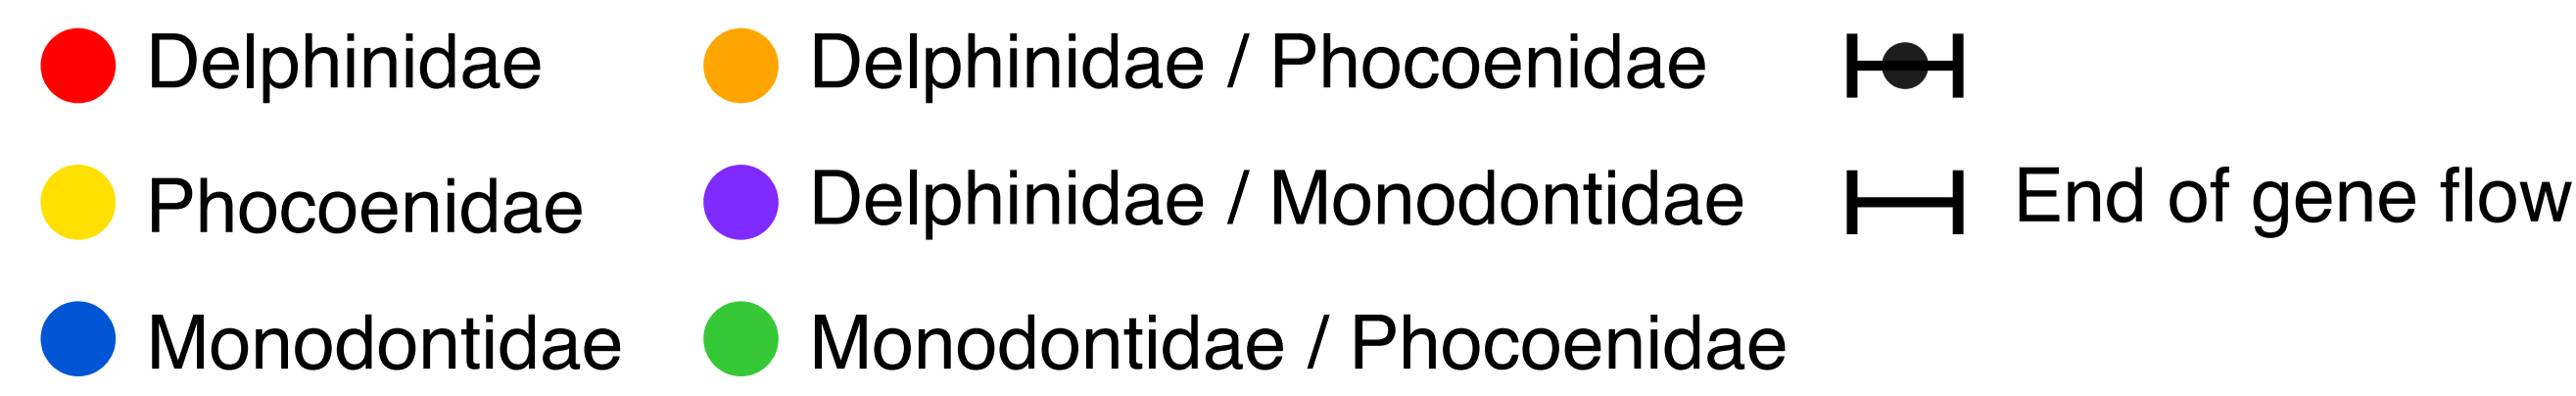 Delphinidae
Phocoenidae
Monodontidae
Delphinidae / Phocoenidae
Delphinidae / Monodontidae
Monodontidae / Phocoenidae
End of gene flow